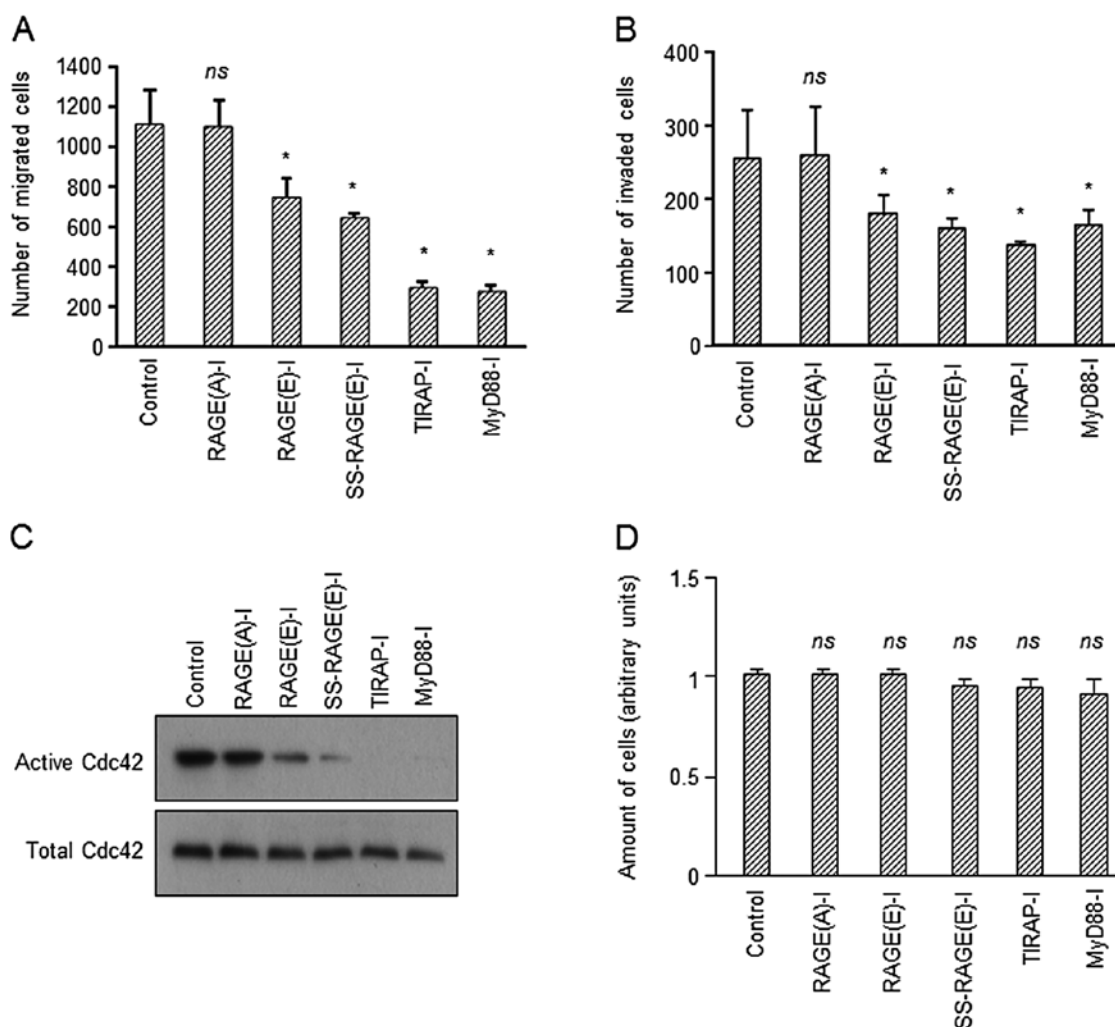 A
Number of migrated cells
1400
1200
1000
800
600
400
200
0
ns
*
*
*
*
Control
RAGE(A)-I
RAGE(E)-I
SS-RAGE(E)-I
TIRAP-I
MyD88-I
B
Number of invaded cells
400
300
200
100
0
ns
*
*
*
*
Control
RAGE(A)-I
RAGE(E)-I
SS-RAGE(E)-I
TIRAP-I
MyD88-I
C
Control
RAGE(A)-I
RAGE(E)-I
SS-RAGE(E)-I
TIRAP-I
MyD88-I
Active Cdc42
Total Cdc42
D
Amount of cells (arbitrary units)
1.5
1
0.5
0
ns
ns
ns
ns
ns
Control
RAGE(A)-I
RAGE(E)-I
SS-RAGE(E)-I
TIRAP-I
MyD88-I